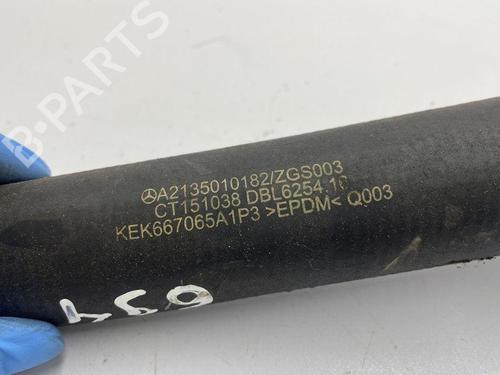 A2135010182/ZGS003
CT151038 DBL6254.10
KEK667065A1P3 >EPDM< Q003
B-PARTS